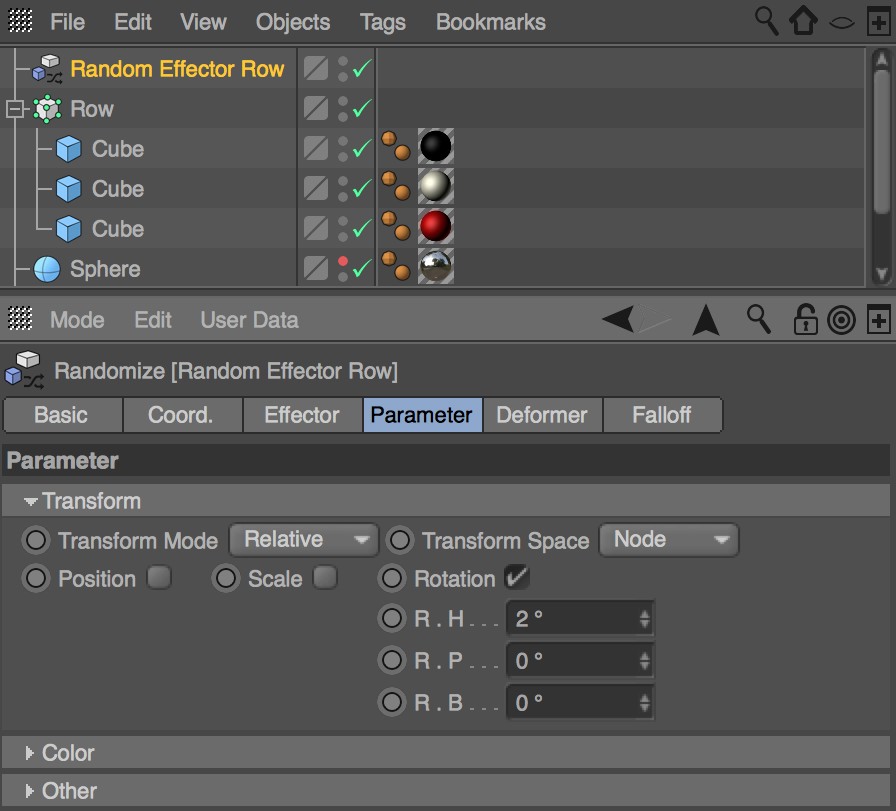 File Edit View Objects Tags Bookmarks
Random Effector Row
Row
Cube
Cube
Cube
Sphere
Mode Edit User Data
Randomize [Random Effector Row]
Basic Coord. Effector Parameter Deformer Falloff
Parameter
Transform
Transform Mode Relative Transform Space Node
Position Scale Rotation
R . H . . . 2 °
R . P . . . 0 °
R . B . . . 0 °
Color
Other